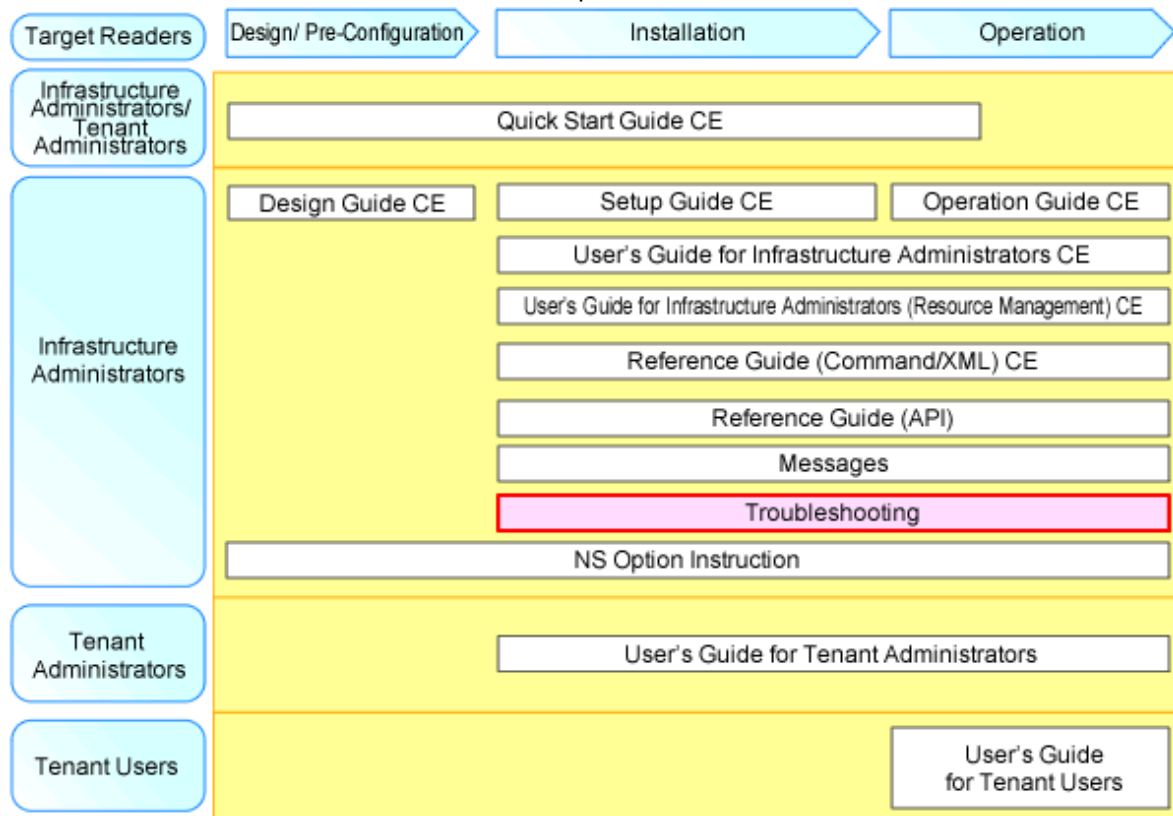 Target Readers
Design/ Pre-Configuration
Installation
Operation
Infrastructure
Administrators/
Tenant
Administrators
Quick Start Guide CE
Infrastructure
Administrators
Design Guide CE
Setup Guide CE
Operation Guide CE
User's Guide for Infrastructure Administrators CE
User's Guide for Infrastructure Administrators (Resource Management) CE
Reference Guide (Command/XML) CE
Reference Guide (API)
Messages
Troubleshooting
NS Option Instruction
Tenant
Administrators
User's Guide for Tenant Administrators
Tenant Users
User's Guide
for Tenant Users